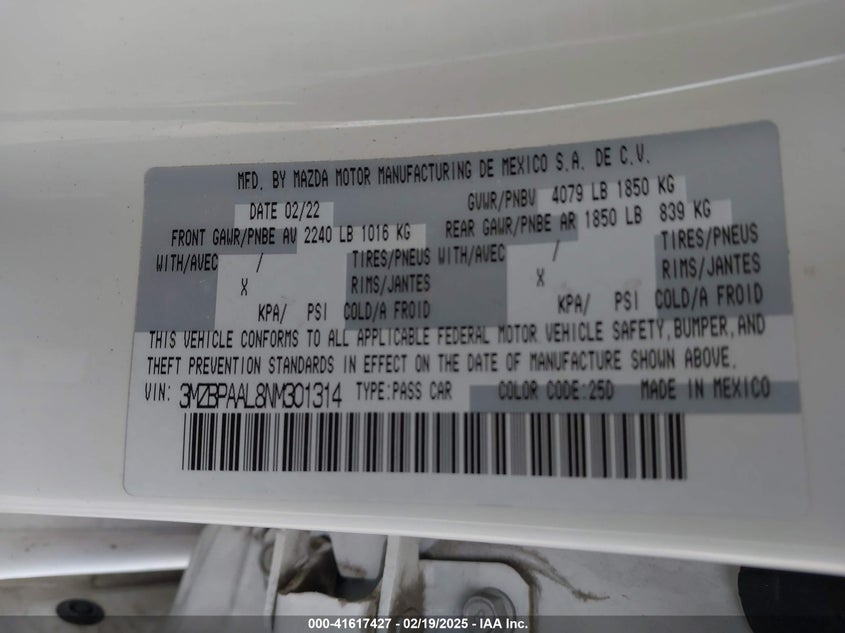 MFD. BY MAZDA MOTOR MANUFACTURING DE MEXICO S.A. DE C.V.
DATE 02/22 GVWR/PNBV 4079 LB 1850 KG
FRONT GAWR/PNBE AV 2240 LB 1016 KG REAR GAWR/PNBE AR 1850 LB 839 KG
WITH/AVEC / TIRES/PNEUS WITH/AVEC / TIRES/PNEUS
X RIMS/JANTES X RIMS/JANTES
KPA/ PSI COLD/A FROID KPA/ PSI COLD/A FROID
THIS VEHICLE CONFORMS TO ALL APPLICABLE FEDERAL MOTOR VEHICLE SAFETY, BUMPER, AND
THEFT PREVENTION STANDARDS IN EFFECT ON THE DATE OF MANUFACTURE SHOWN ABOVE.
VIN: 3MZBPAAL8NM301314 TYPE:PASS CAR COLOR CODE:25D MADE IN MEXICO
000-41617427 - 02/19/2025 - IAA Inc.